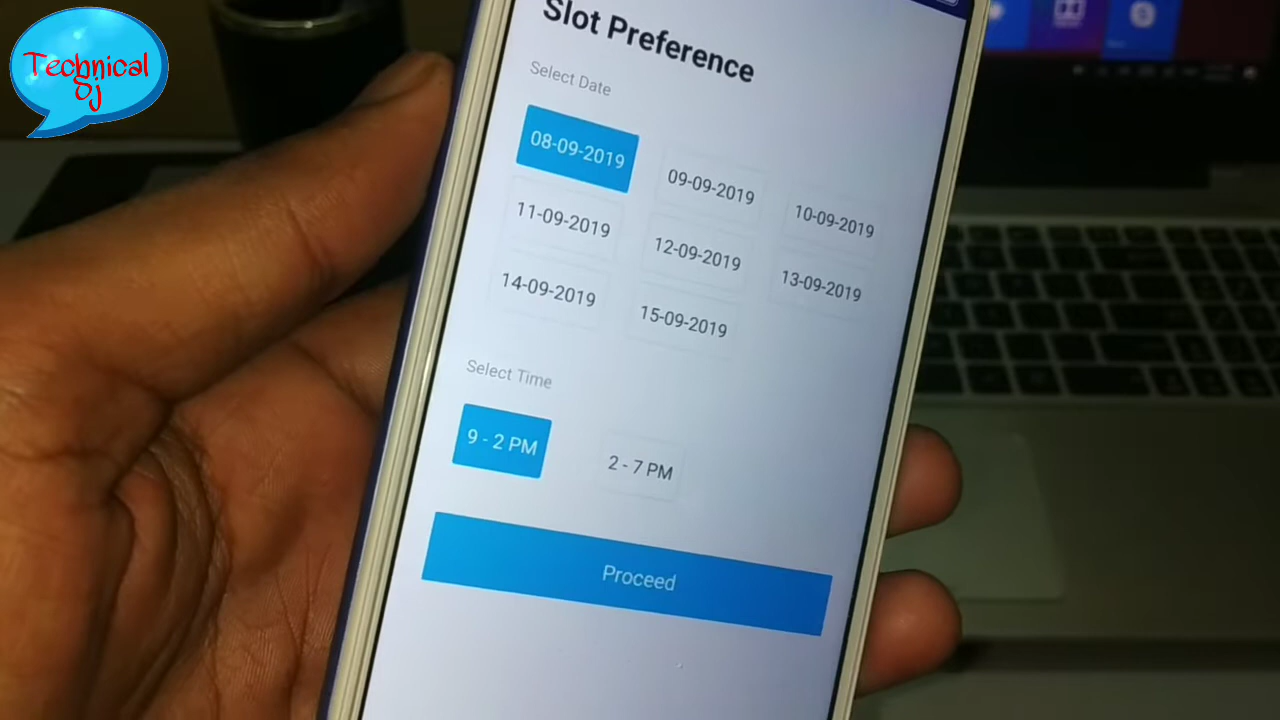 Technical
Sj
Slot Preference
Select Date
08-09-2019
09-09-2019
10-09-2019
11-09-2019
12-09-2019
13-09-2019
14-09-2019
15-09-2019
Select Time
9 - 2 PM
2 - 7 PM
Proceed